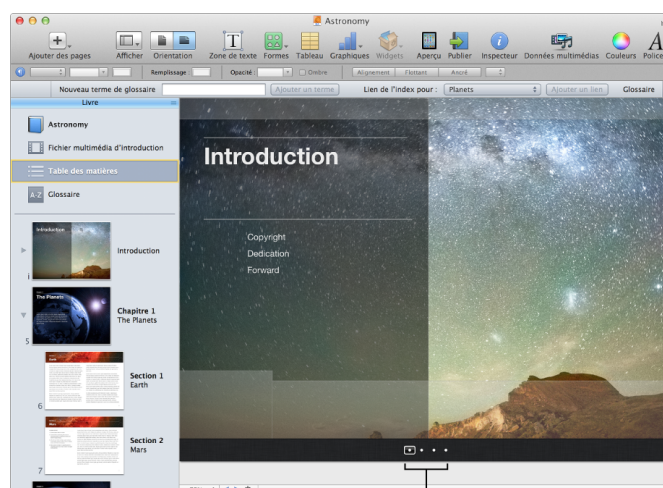 Astronomy
Ajouter des pages Afficher Orientation Zone de texte Formes Tableau Graphiques Widgets Aperçu Publier Inspecteur Données multimédias Couleurs Police
Remplissage : Opacité : Ombre Alignement Flottant Ancré
Nouveau terme de glossaire Ajouter un terme Lien de l'index pour : Planets Ajouter un lien Glossaire
Livre
Astronomy
Fichier multimédia d'introduction
Table des matières
A-Z Glossaire
Introduction
Introduction
i
The Planets
Chapitre 1
The Planets
5
Section 1
Earth
6
Section 2
Mars
7
Introduction
Copyright
Dedication
Forward